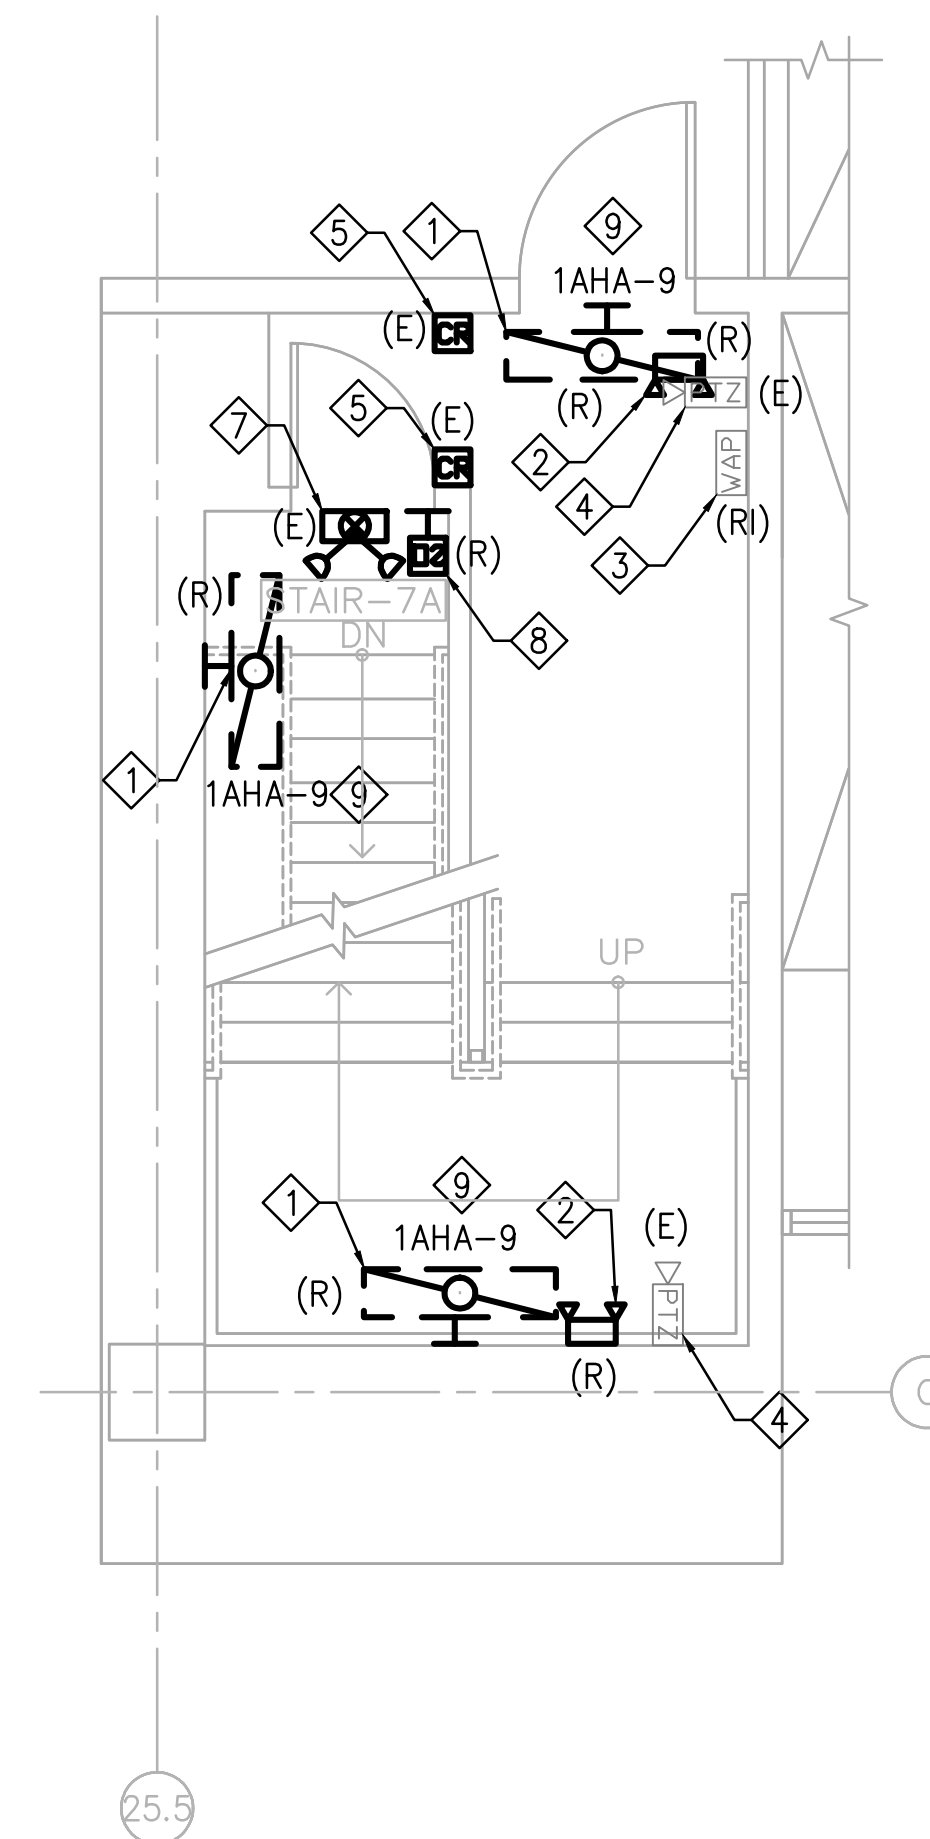 5
1
9
1AHA-9
(E)
CR
(R)
5
(E)
(R)
PTZ
(E)
7
CR
2
WAP
4
(E)
(R)
(RI)
3
(R)
STAIR-7A
DN
8
1
1AHA-9
9
UP
1
9
2
1AHA-9
(E)
(R)
PTZ
(R)
4
25.5